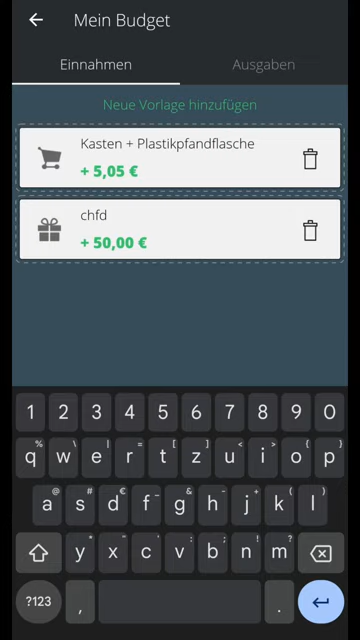 Mein Budget
Einnahmen
Ausgaben
Neue Vorlage hinzufügen
Kasten + Plastikpfandflasche
+ 5,05 €
chfd
+ 50,00 €
1 2 3 4 5 6 7 8 9 0
% \ | = [ ] < > { }
q w e r t z u i o p
@ # € _ & - + ( )
a s d f g h j k l
* " ' : ; ! ?
y x c v b n m
?123 , .